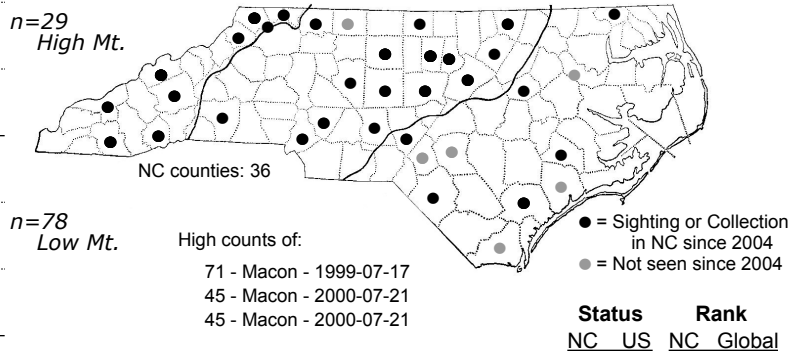 n=29
High Mt.
NC counties: 36
n=78
Low Mt.
High counts of:
71 - Macon - 1999-07-17
45 - Macon - 2000-07-21
45 - Macon - 2000-07-21
= Sighting or Collection
in NC since 2004
= Not seen since 2004
Status Rank
NC US NC Global